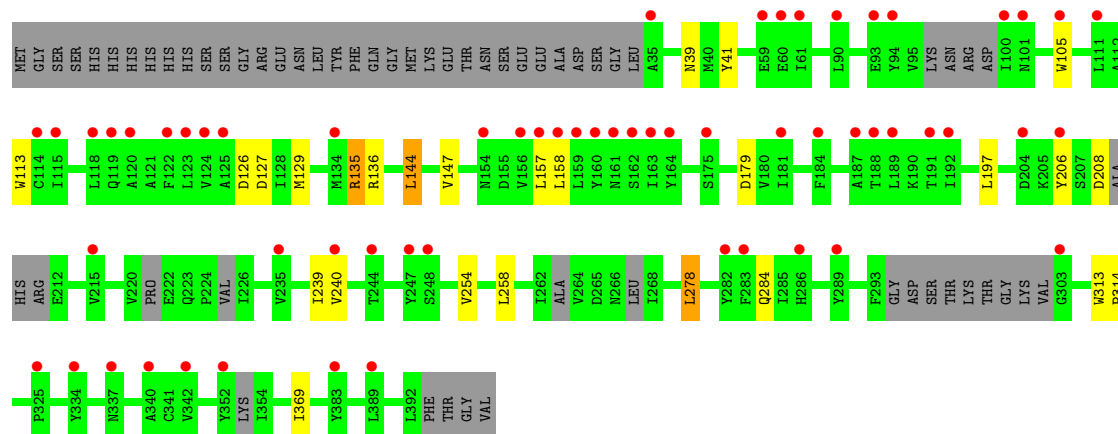 MET GLY SER SER HIS HIS HIS HIS HIS HIS SER SER GLY ARG GLU ASN LEU TYR PHE GLN GLY MET LYS GLU THR ASN SER GLU GLU ALA ASP SER GLY LEU A35 N39 M40 Y41 E59 E60 I61 L90 E93 Y94 V95 LYS ASN ARG ASP I100 N101 W105 L111 A112
W113 C114 I115 L118 Q119 A120 A121 F122 L123 V124 A125 D126 D127 I128 M129 M134 R135 R136 L144 V147 N154 D155 V156 L157 L158 L159 Y160 N161 S162 I163 Y164 S175 D179 V180 I181 F184 A187 T188 L189 K190 T191 I192 L197 D204 K205 Y206 S207 D208 ALA
HIS ARG E212 V215 V220 PRO E222 Q223 P224 VAL I226 V235 I239 V240 T244 Y247 S248 V254 L258 I262 ALA V264 D265 N266 LEU I268 L278 Y282 F283 Q284 I285 H286 Y289 F293 GLY ASP SER THR LYS THR GLY LYS VAL G303 W313 P314
P325 Y334 N337 A340 C341 V342 Y352 LYS I354 I369 Y383 L389 L392 PHE THR GLY VAL